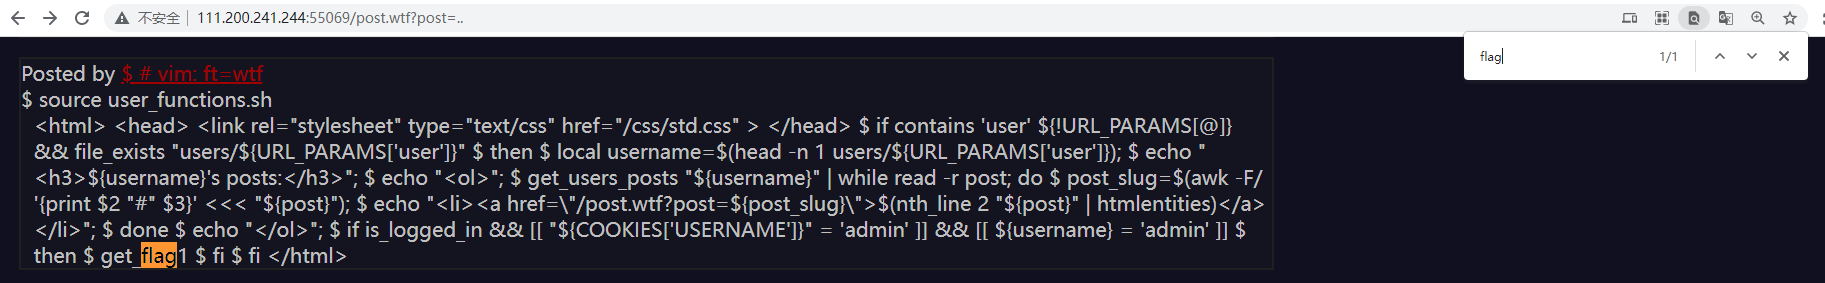 不安全 | 111.200.241.244:55069/post.wtf?post=..
flag 1/1
Posted by $ # vim: ft=wtf
$ source user_functions.sh
<html> <head> <link rel="stylesheet" type="text/css" href="/css/std.css" > </head> $ if contains 'user' ${!URL_PARAMS[@]}
&& file_exists "users/${URL_PARAMS['user']}" $ then $ local username=$(head -n 1 users/${URL_PARAMS['user']}); $ echo "
<h3>${username}'s posts:</h3>"; $ echo "<ol>"; $ get_users_posts "${username}" | while read -r post; do $ post_slug=$(awk -F/
'{print $2 "#" $3}' <<< "${post}"); $ echo "<li><a href=\"/post.wtf?post=${post_slug}\">$(nth_line 2 "${post}" | htmlentities)</a>
</li>"; $ done $ echo "</ol>"; $ if is_logged_in && [[ "${COOKIES['USERNAME']}" = 'admin' ]] && [[ ${username} = 'admin' ]] $
then $ get_flag1 $ fi $ fi </html>